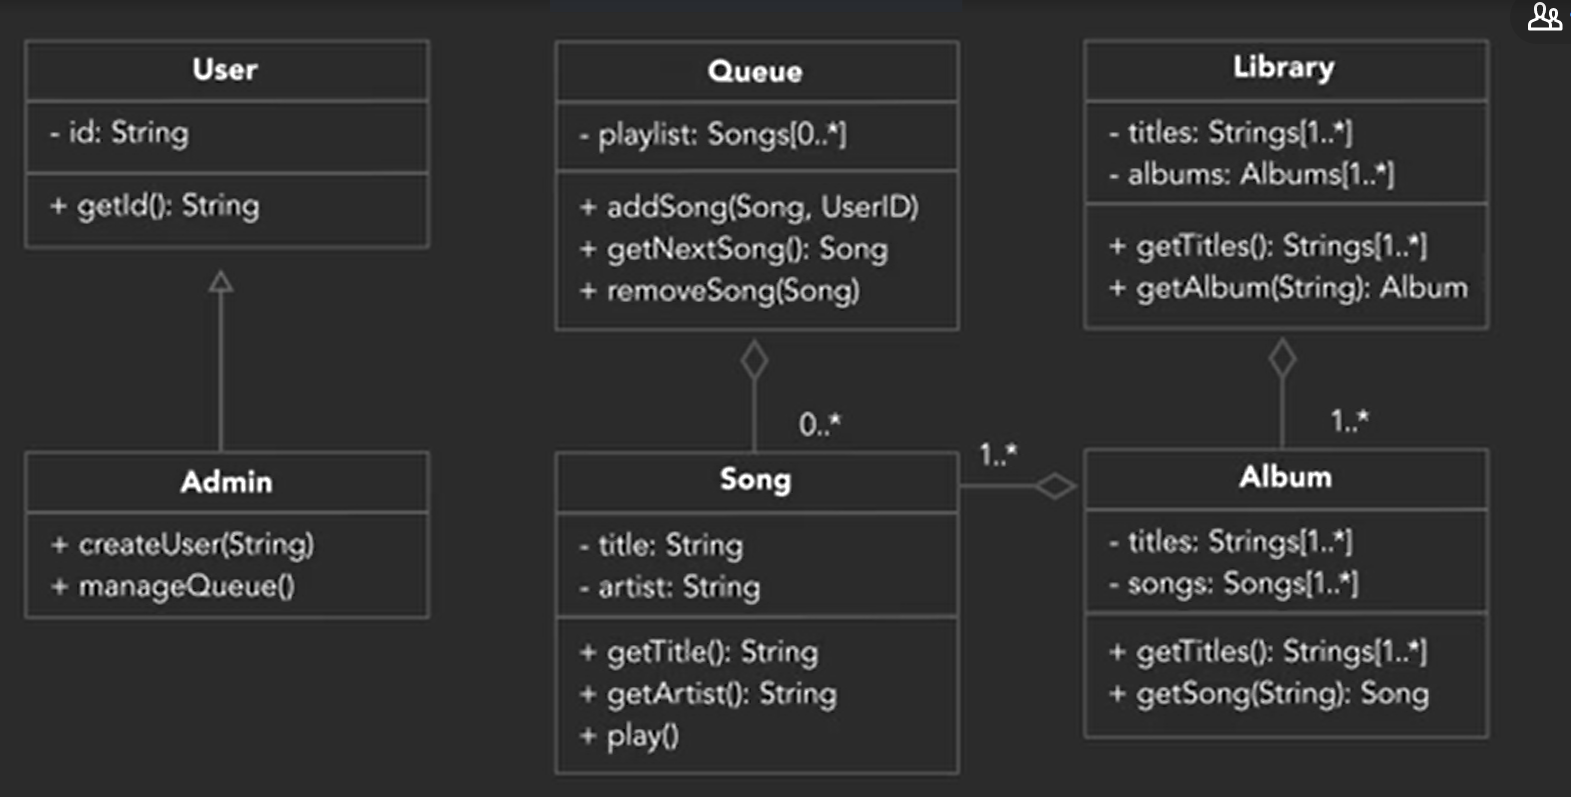 User
- id: String
+ getId(): String
Queue
- playlist: Songs[0..*]
+ addSong(Song, UserID)
+ getNextSong(): Song
+ removeSong(Song)
Library
- titles: Strings[1..*]
- albums: Albums[1..*]
+ getTitles(): Strings[1..*]
+ getAlbum(String): Album
0..*
1..*
1..*
Admin
+ createUser(String)
+ manageQueue()
Song
- title: String
- artist: String
+ getTitle(): String
+ getArtist(): String
+ play()
Album
- titles: Strings[1..*]
- songs: Songs[1..*]
+ getTitles(): Strings[1..*]
+ getSong(String): Song